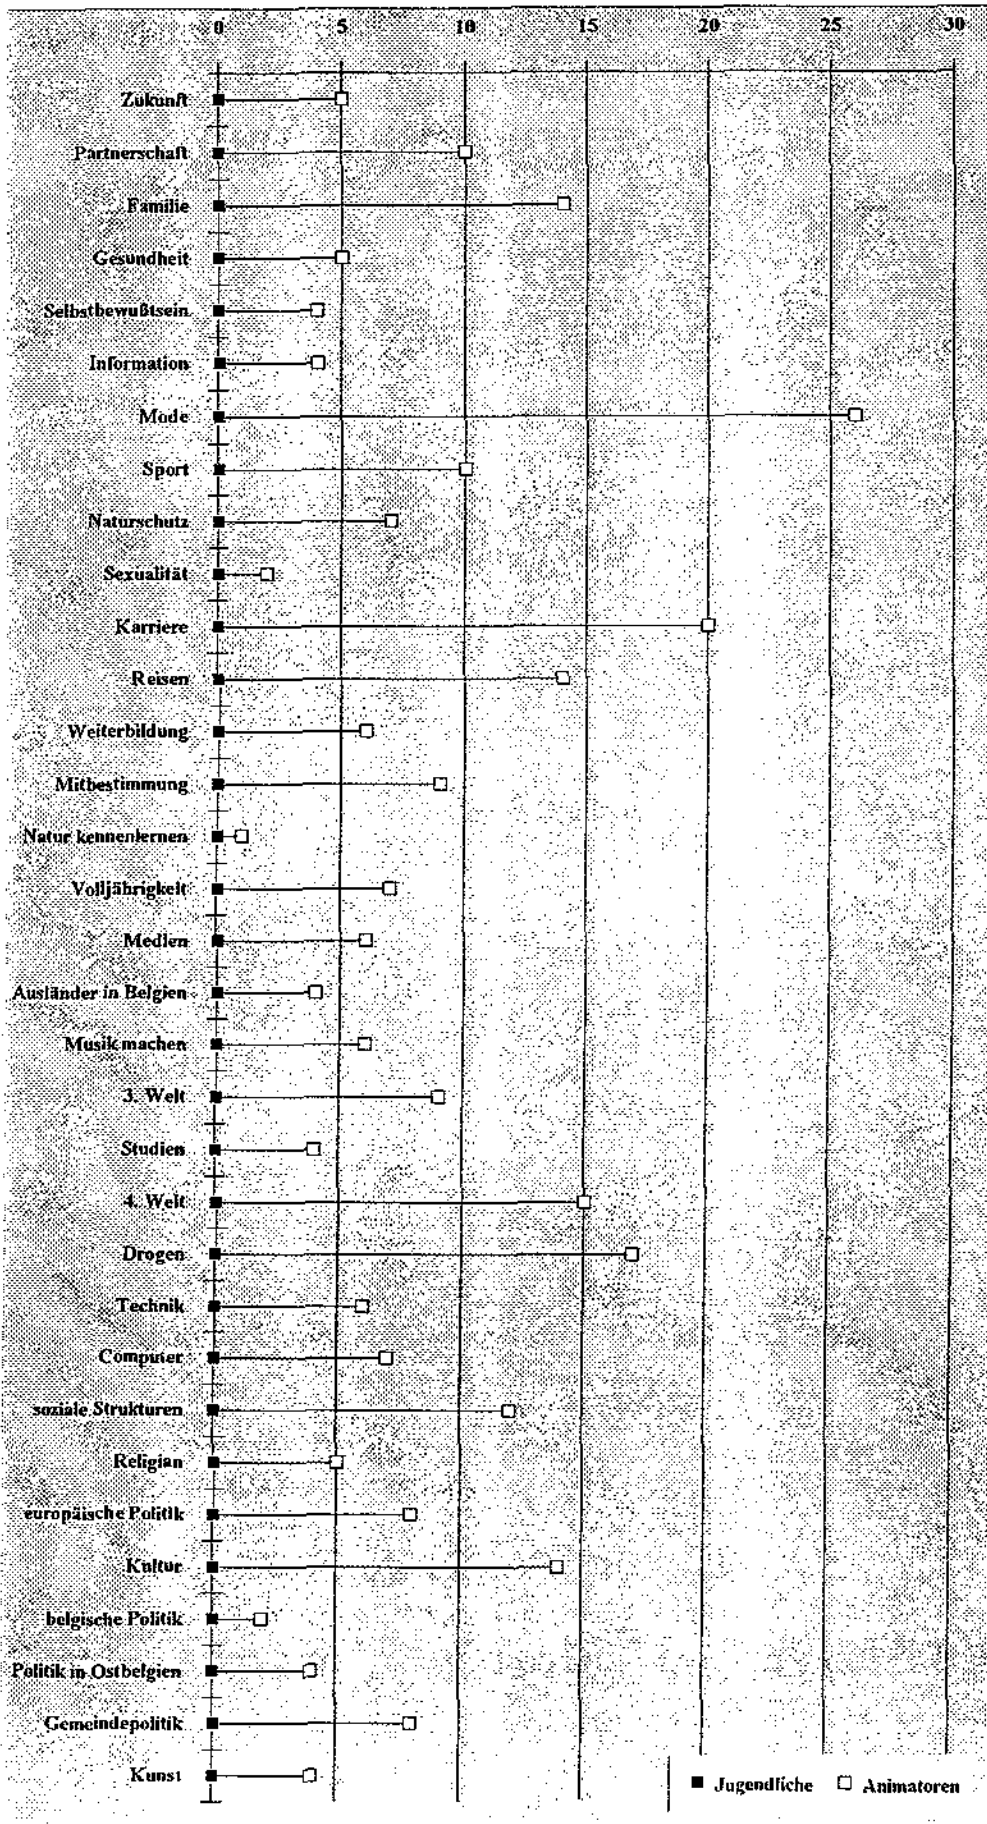 0 5 10 15 20 25 30
Zukunft
Partnerschaft
Familie
Gesundheit
Selbstbewußtsein
Information
Mode
Sport
Naturschutz
Sexualität
Karriere
Reisen
Weiterbildung
Mitbestimmung
Natur kennenlernen
Volljährigkeit
Medien
Ausländer in Belgien
Musik machen
3. Welt
Studien
4. Welt
Drogen
Technik
Computer
soziale Strukturen
Religian
europäische Politik
Kultur
belgische Politik
Politik in Ostbelgien
Gemeindepolitik
Kunst
Jugendliche Animatoren